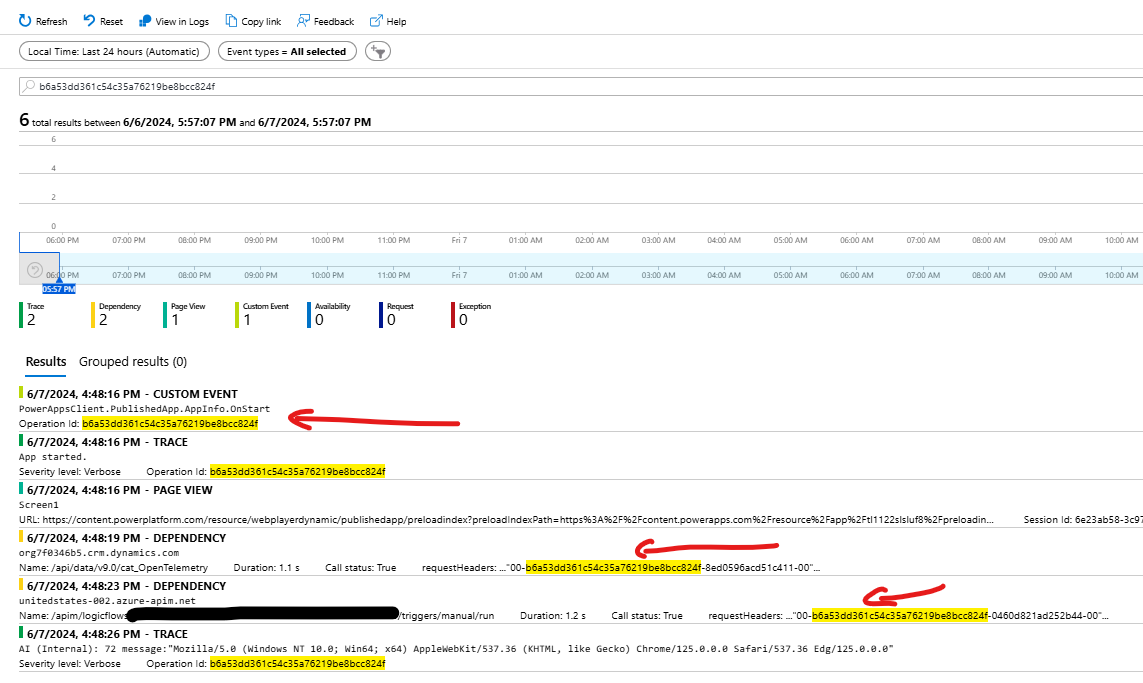 Refresh Reset View in Logs Copy link Feedback Help
Local Time: Last 24 hours (Automatic) Event types = All selected
b6a53dd361c54c35a76219be8bcc824f
6 total results between 6/6/2024, 5:57:07 PM and 6/7/2024, 5:57:07 PM
6
4
2
0
06:00 PM 07:00 PM 08:00 PM 09:00 PM 10:00 PM 11:00 PM Fri 7 01:00 AM 02:00 AM 03:00 AM 04:00 AM 05:00 AM 06:00 AM 07:00 AM 08:00 AM 09:00 AM 10:00 AM
06:00 PM 07:00 PM 08:00 PM 09:00 PM 10:00 PM 11:00 PM Fri 7 01:00 AM 02:00 AM 03:00 AM 04:00 AM 05:00 AM 06:00 AM 07:00 AM 08:00 AM 09:00 AM 10:00 AM
05:57 PM
Trace Dependency Page View Custom Event Availability Request Exception
2 2 1 1 0 0 0
Results Grouped results (0)
6/7/2024, 4:48:16 PM - CUSTOM EVENT
PowerAppsClient.PublishedApp.AppInfo.OnStart
Operation Id: b6a53dd361c54c35a76219be8bcc824f
6/7/2024, 4:48:16 PM - TRACE
App started.
Severity level: Verbose Operation Id: b6a53dd361c54c35a76219be8bcc824f
6/7/2024, 4:48:16 PM - PAGE VIEW
Screen1
URL: https://content.powerplatform.com/resource/webplayerdynamic/publishedapp/preloadindex?preloadIndexPath=https%3A%2F%2Fcontent.powerapps.com%2Fresource%2Fapp%2Ftl1122slsluf8%2Fpreloadin... Session Id: 6e23ab58-3c97
6/7/2024, 4:48:19 PM - DEPENDENCY
org7f0346b5.crm.dynamics.com
Name: /api/data/v9.0/cat_OpenTelemetry Duration: 1.1 s Call status: True requestHeaders: ..."00-b6a53dd361c54c35a76219be8bcc824f-8ed0596acd51c411-00"...
6/7/2024, 4:48:23 PM - DEPENDENCY
unitedstates-002.azure-apim.net
Name: /apim/logicflows /triggers/manual/run Duration: 1.2 s Call status: True requestHeaders: ..."00-b6a53dd361c54c35a76219be8bcc824f-0460d821ad252b44-00"...
6/7/2024, 4:48:26 PM - TRACE
AI (Internal): 72 message:"Mozilla/5.0 (Windows NT 10.0; Win64; x64) AppleWebKit/537.36 (KHTML, like Gecko) Chrome/125.0.0.0 Safari/537.36 Edg/125.0.0.0"
Severity level: Verbose Operation Id: b6a53dd361c54c35a76219be8bcc824f